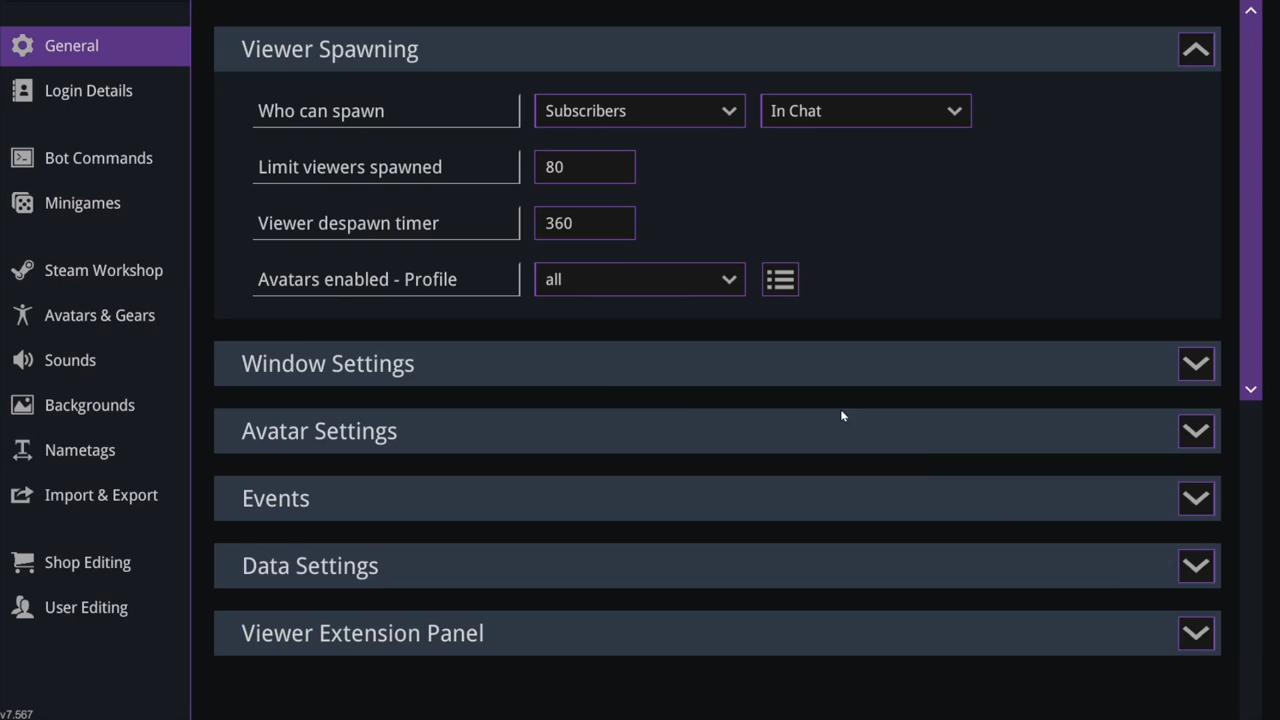 General
Login Details
Bot Commands
Minigames
Steam Workshop
Avatars & Gears
Sounds
Backgrounds
Nametags
Import & Export
Shop Editing
User Editing
v7.567
Viewer Spawning
Who can spawn Subscribers In Chat
Limit viewers spawned 80
Viewer despawn timer 360
Avatars enabled - Profile all
Window Settings
Avatar Settings
Events
Data Settings
Viewer Extension Panel